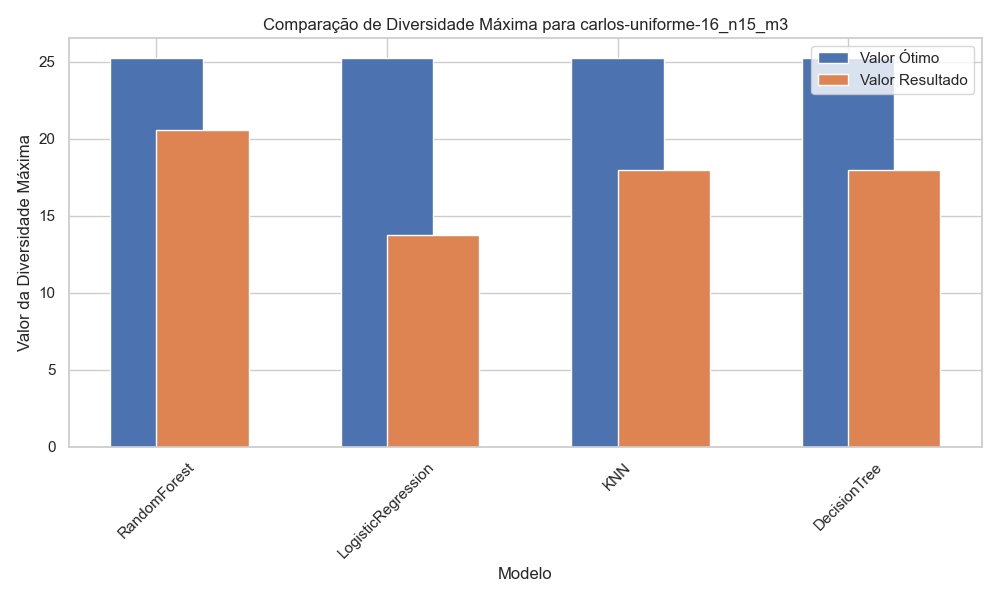 Comparação de Diversidade Máxima para carlos-uniforme-16_n15_m3
Valor Ótimo
Valor Resultado
Valor da Diversidade Máxima
25
20
15
10
5
0
RandomForest
LogisticRegression
KNN
DecisionTree
Modelo